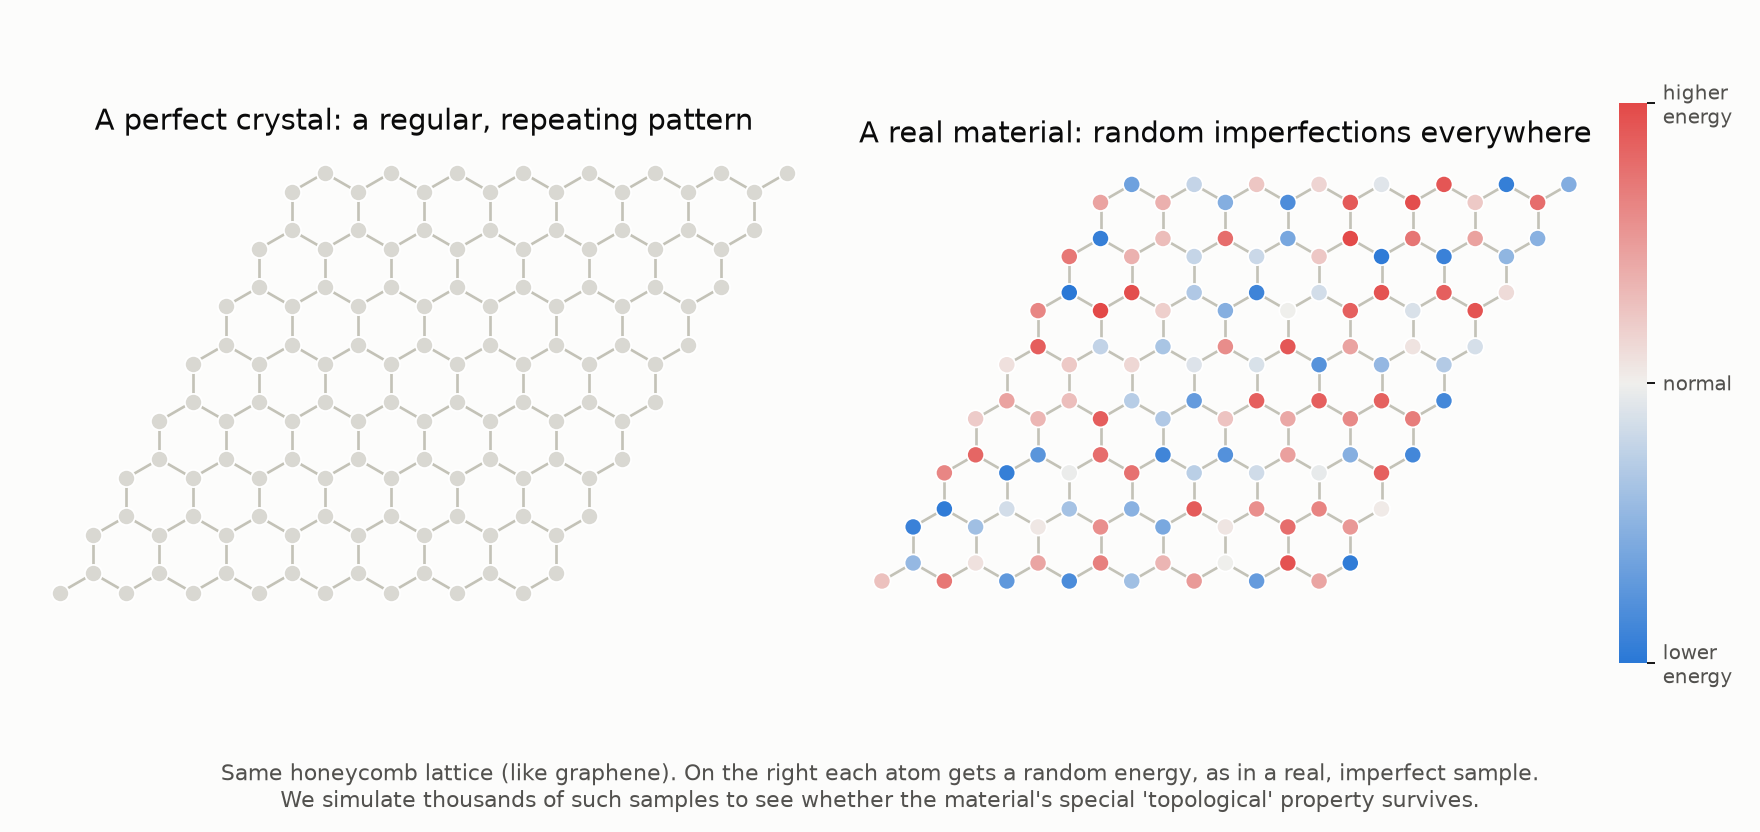 A perfect crystal: a regular, repeating pattern
A real material: random imperfections everywhere
higher
energy
normal
lower
energy
Same honeycomb lattice (like graphene). On the right each atom gets a random energy, as in a real, imperfect sample.
We simulate thousands of such samples to see whether the material's special 'topological' property survives.